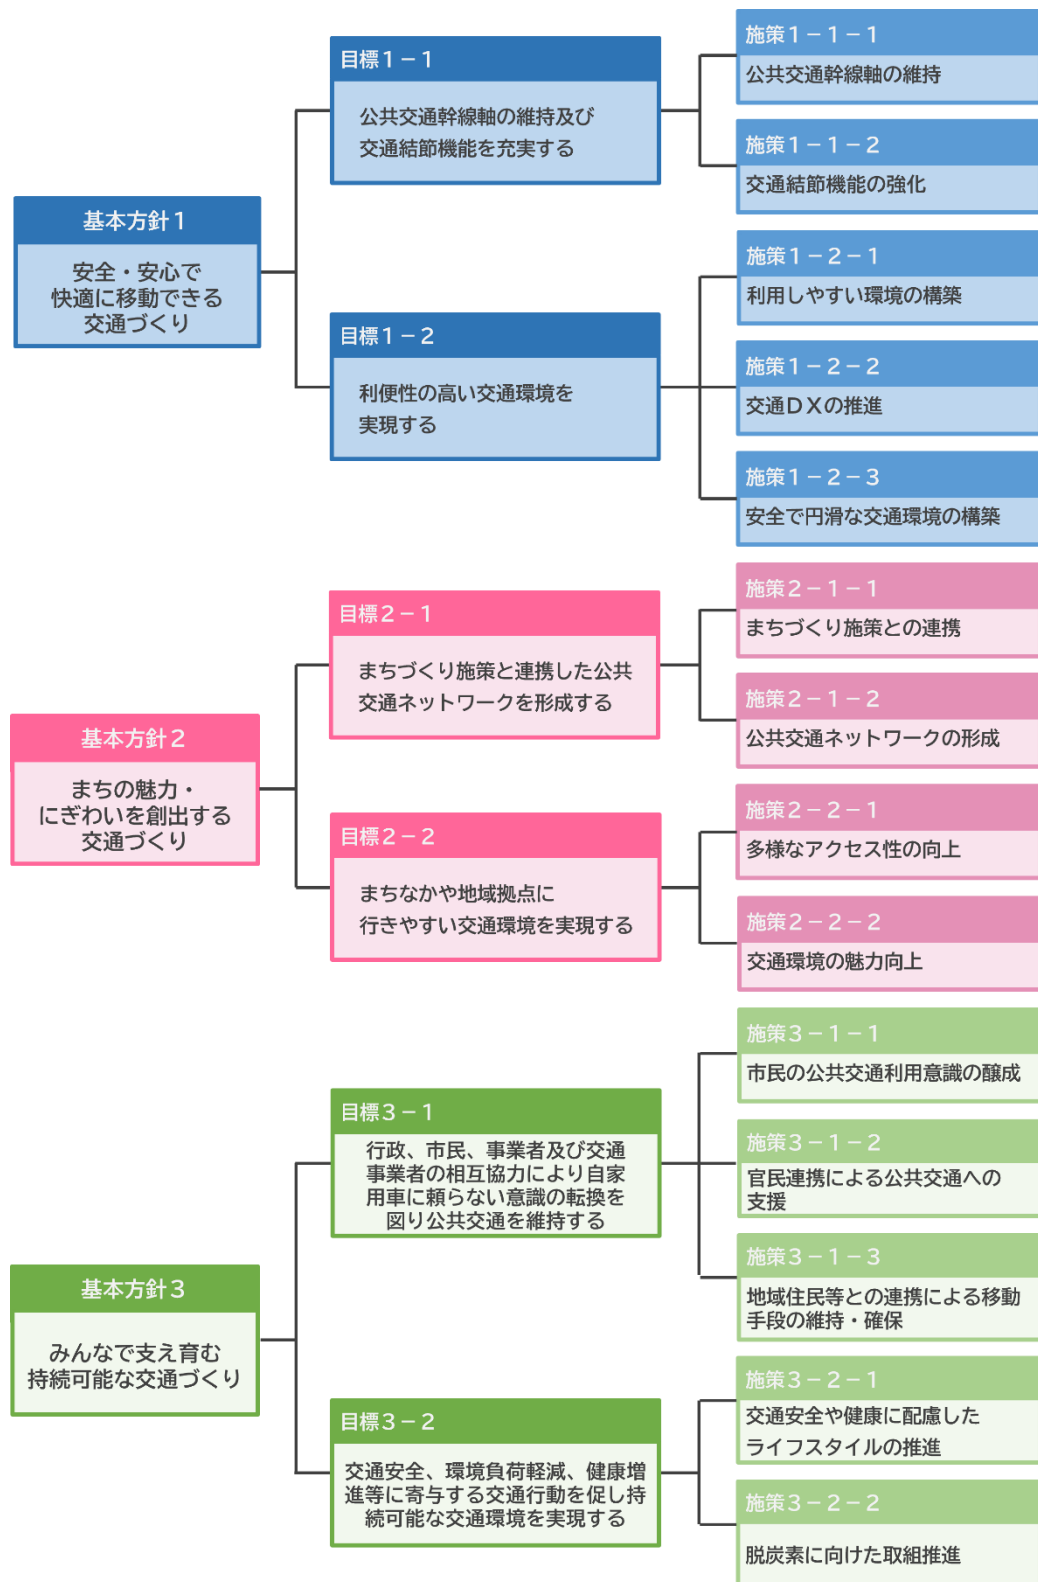 基本方針１
安全・安心で
快適に移動できる
交通づくり
目標１－１
公共交通幹線軸の維持及び
交通結節機能を充実する
施策１－１－１
公共交通幹線軸の維持
施策１－１－２
交通結節機能の強化
目標１－２
利便性の高い交通環境を
実現する
施策１－２－１
利用しやすい環境の構築
施策１－２－２
交通ＤＸの推進
施策１－２－３
安全で円滑な交通環境の構築
基本方針２
まちの魅力・
にぎわいを創出する
交通づくり
目標２－１
まちづくり施策と連携した公共
交通ネットワークを形成する
施策２－１－１
まちづくり施策との連携
施策２－１－２
公共交通ネットワークの形成
目標２－２
まちなかや地域拠点に
行きやすい交通環境を実現する
施策２－２－１
多様なアクセス性の向上
施策２－２－２
交通環境の魅力向上
基本方針３
みんなで支え育む
持続可能な交通づくり
目標３－１
行政、市民、事業者及び交通
事業者の相互協力により自家
用車に頼らない意識の転換を
図り公共交通を維持する
施策３－１－１
市民の公共交通利用意識の醸成
施策３－１－２
官民連携による公共交通への
支援
施策３－１－３
地域住民等との連携による移動
手段の維持・確保
目標３－２
交通安全、環境負荷軽減、健康増
進等に寄与する交通行動を促し持
続可能な交通環境を実現する
施策３－２－１
交通安全や健康に配慮した
ライフスタイルの推進
施策３－２－２
脱炭素に向けた取組推進